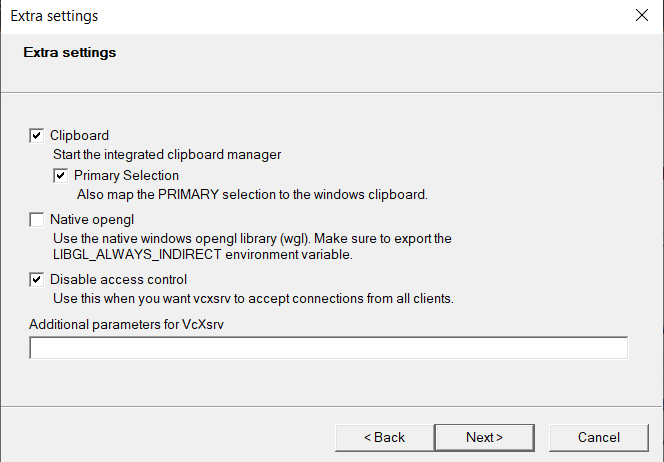 Extra settings
Extra settings
Clipboard
Start the integrated clipboard manager
Primary Selection
Also map the PRIMARY selection to the windows clipboard.
Native opengl
Use the native windows opengl library (wgl). Make sure to export the
LIBGL_ALWAYS_INDIRECT environment variable.
Disable access control
Use this when you want vcxsrv to accept connections from all clients.
Additional parameters for VcXsrv
< Back
Next >
Cancel